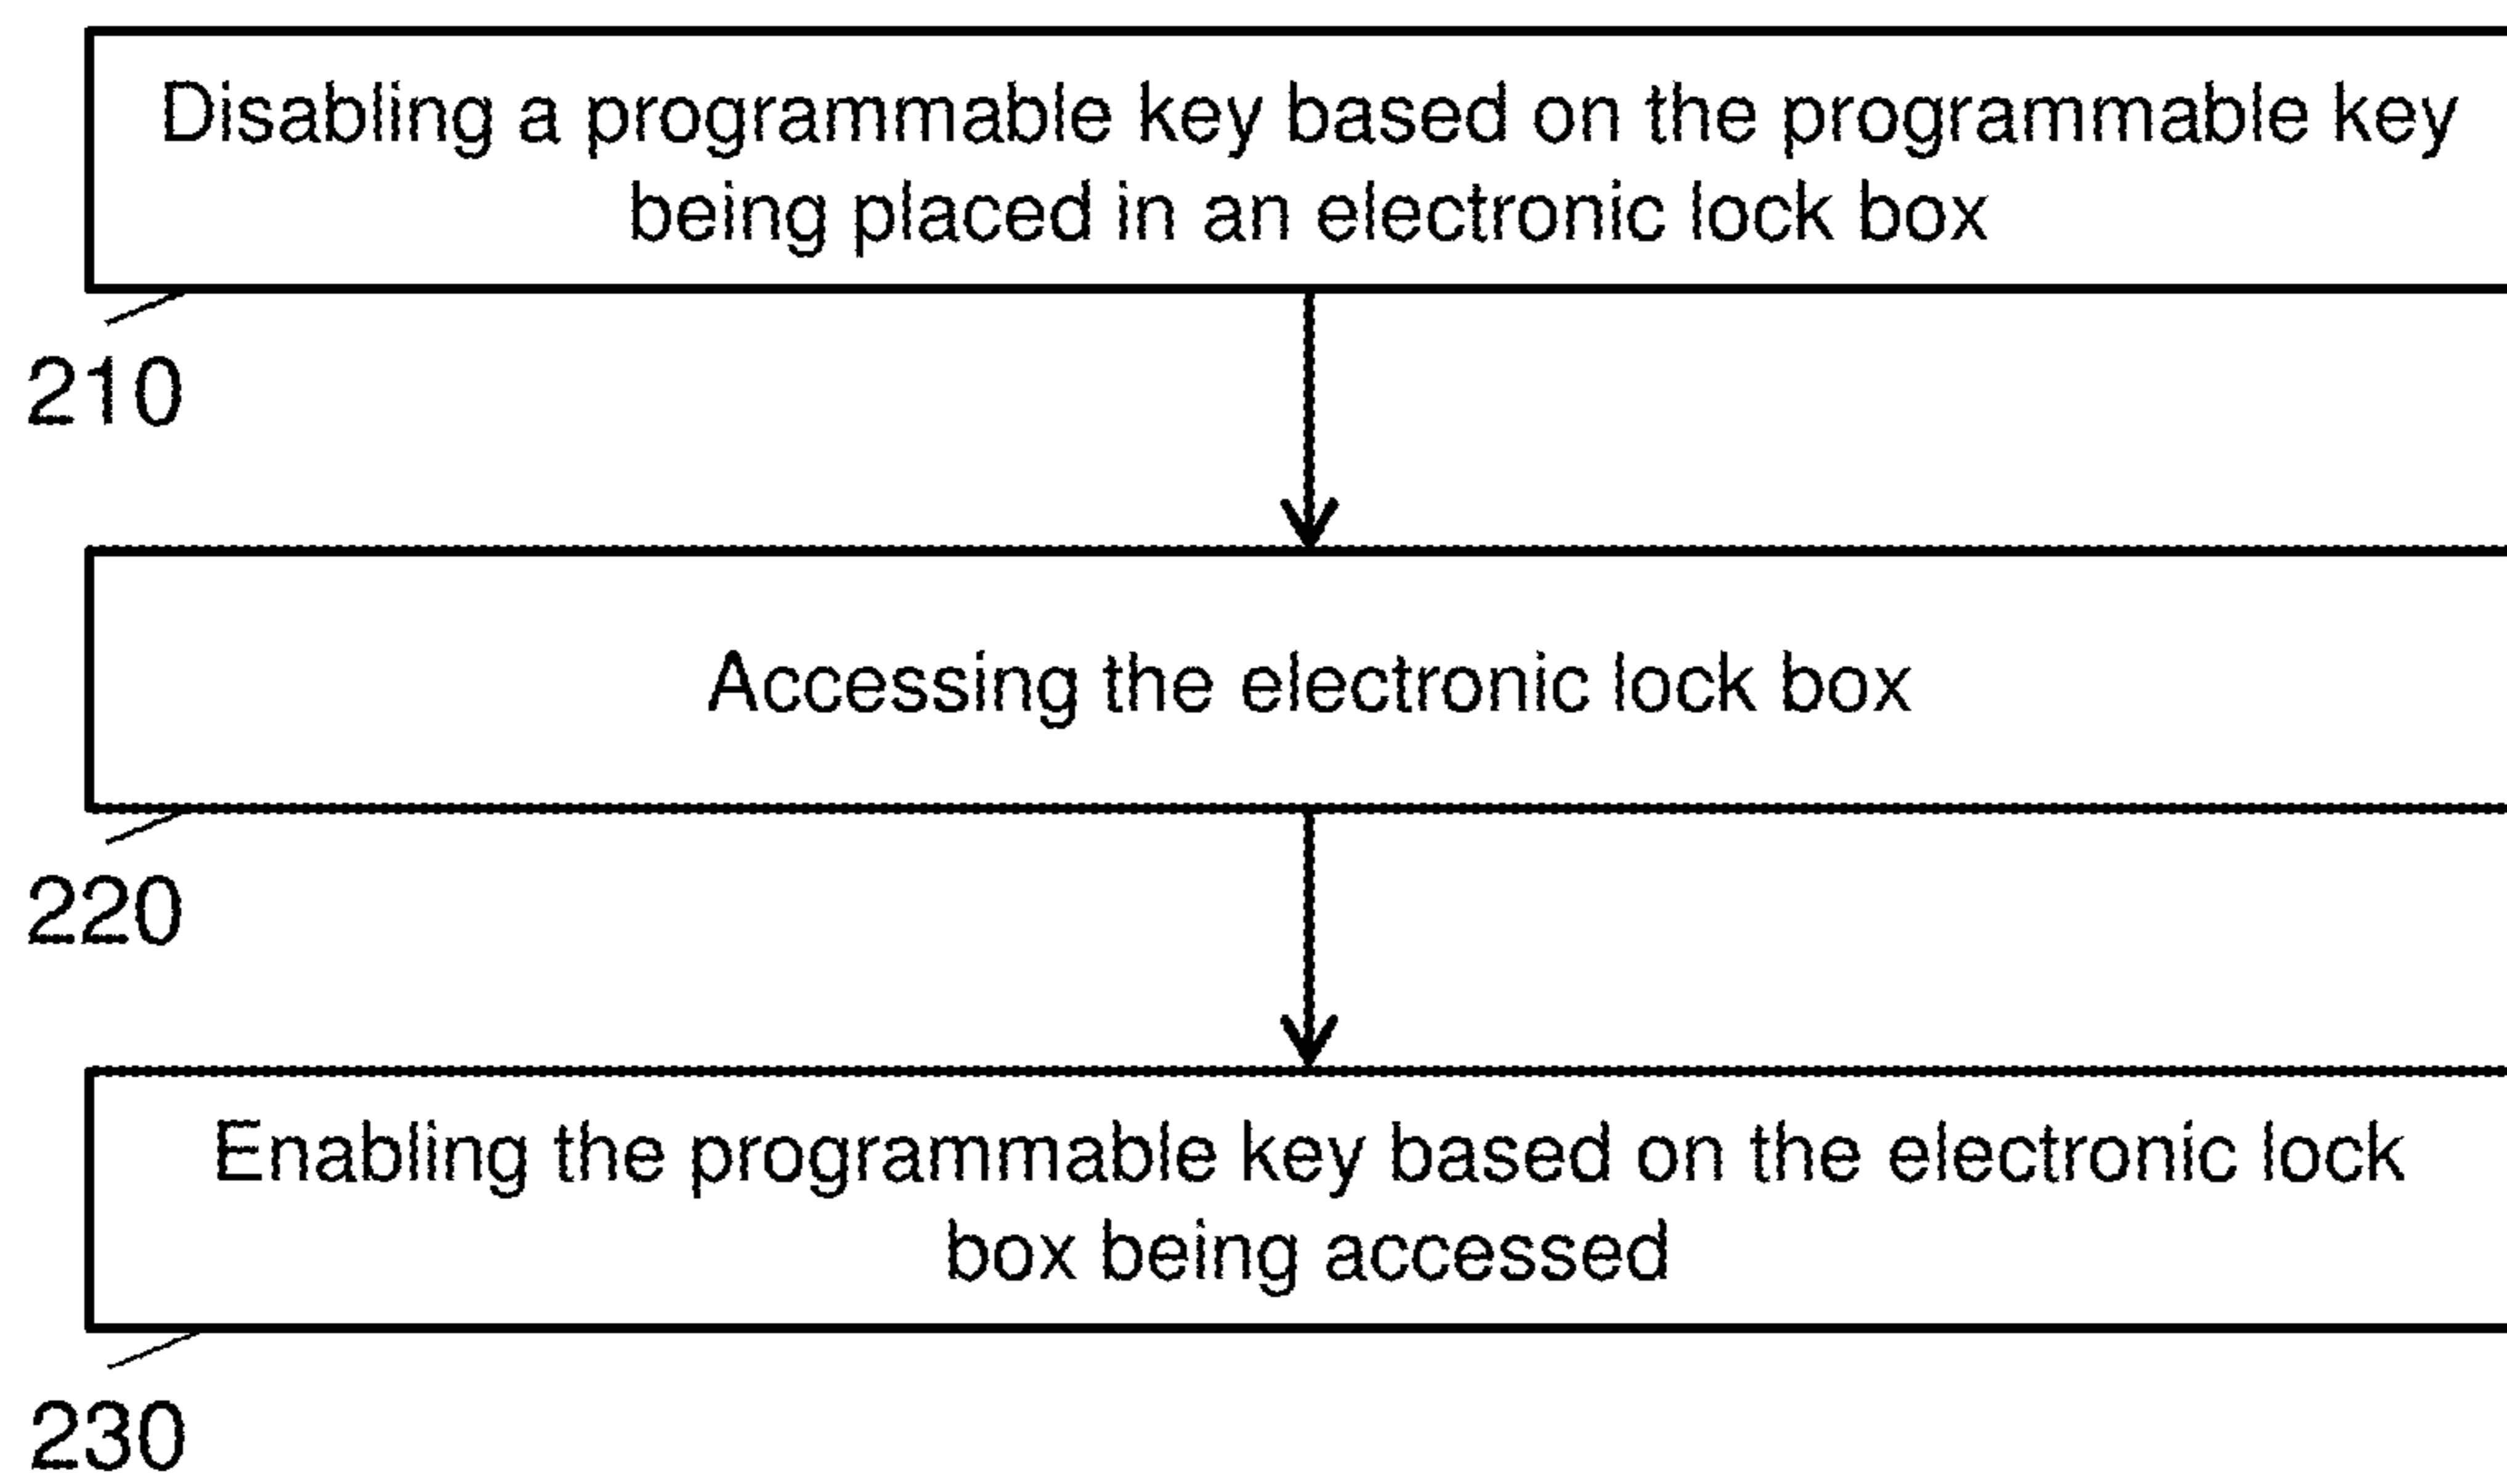 Disabling a programmable key based on the programmable key
being placed in an electronic lock box
210
Accessing the electronic lock box
220
Enabling the programmable key based on the electronic lock
box being accessed
230